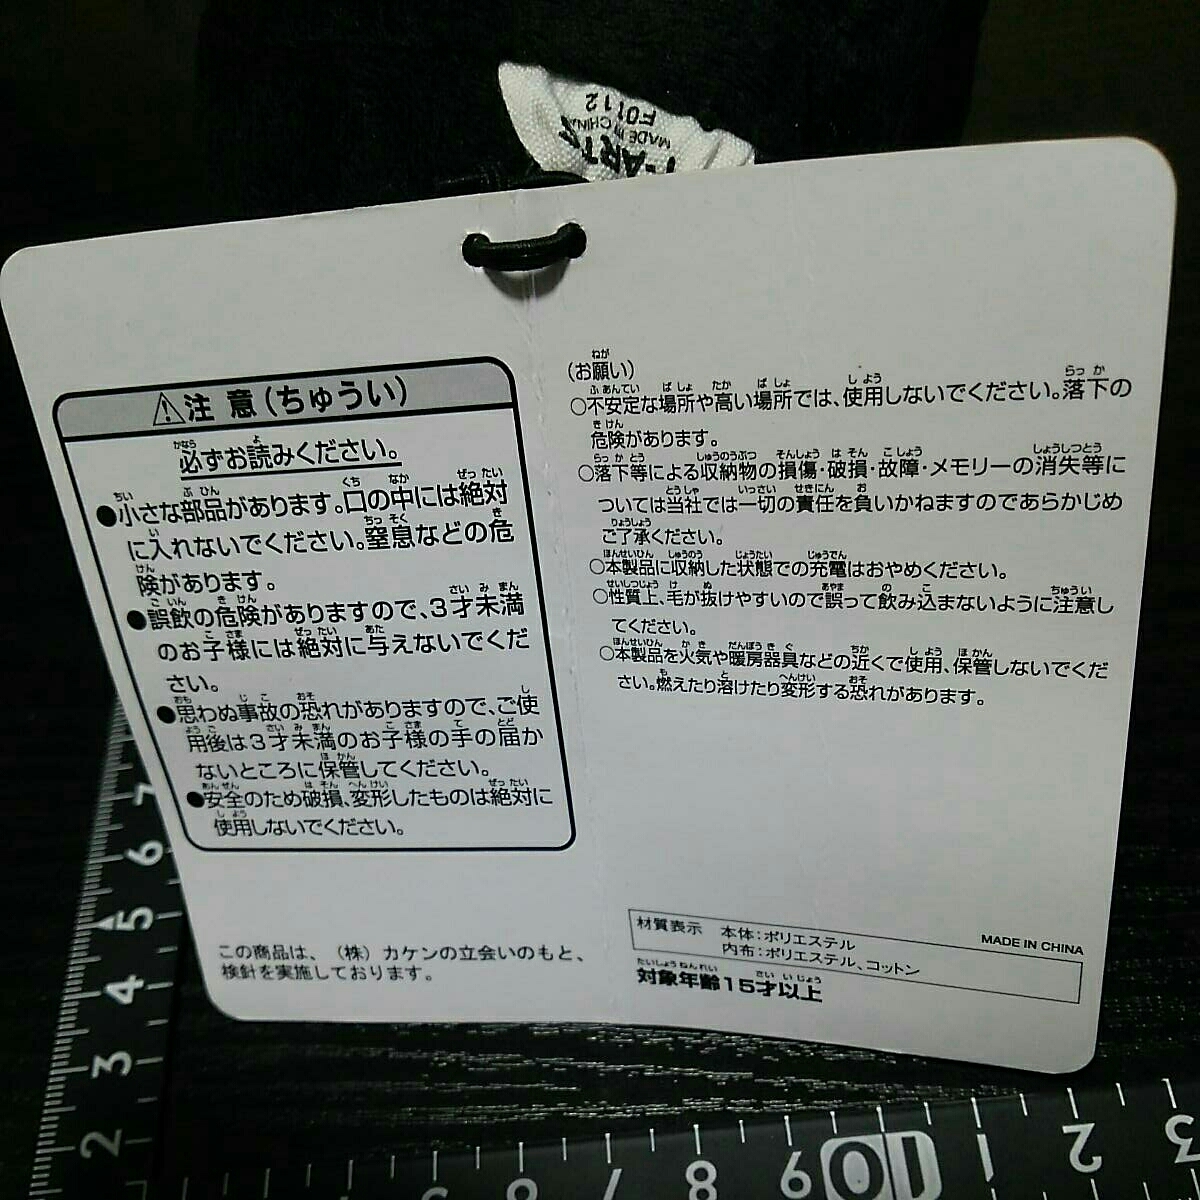 MADE IN CHINA
F0112
注 意(ちゅうい)
必ずお読みください。
●小さな部品があります。口の中には絶対
に入れないでください。窒息などの危
険があります。
●誤飲の危険がありますので、3才未満
のお子様には絶対に与えないでくだ
さい。
●思わぬ事故の恐れがありますので、ご使
用後は3才未満のお子様の手の届か
ないところに保管してください。
●安全のため破損、変形したものは絶対に
使用しないでください。
この商品は、(株)カケンの立会いのもと、
検針を実施しております。
(お願い)
○不安定な場所や高い場所では、使用しないでください。落下の
危険があります。
○落下等による収納物の損傷・破損・故障・メモリーの消失等に
ついては当社では一切の責任を負いかねますのであらかじめ
ご了承ください。
○本製品に収納した状態での充電はおやめください。
○性質上、毛が抜けやすいので誤って飲み込まないように注意し
てください。
○本製品を火気や暖房器具などの近くで使用、保管しないでくだ
さい。燃えたり溶けたり変形する恐れがあります。
材質表示 本体:ポリエステル
内布:ポリエステル、コットン
MADE IN CHINA
対象年齢15才以上
7
6
5
4
3
2
5
6
7
8
9
10
1
2
3